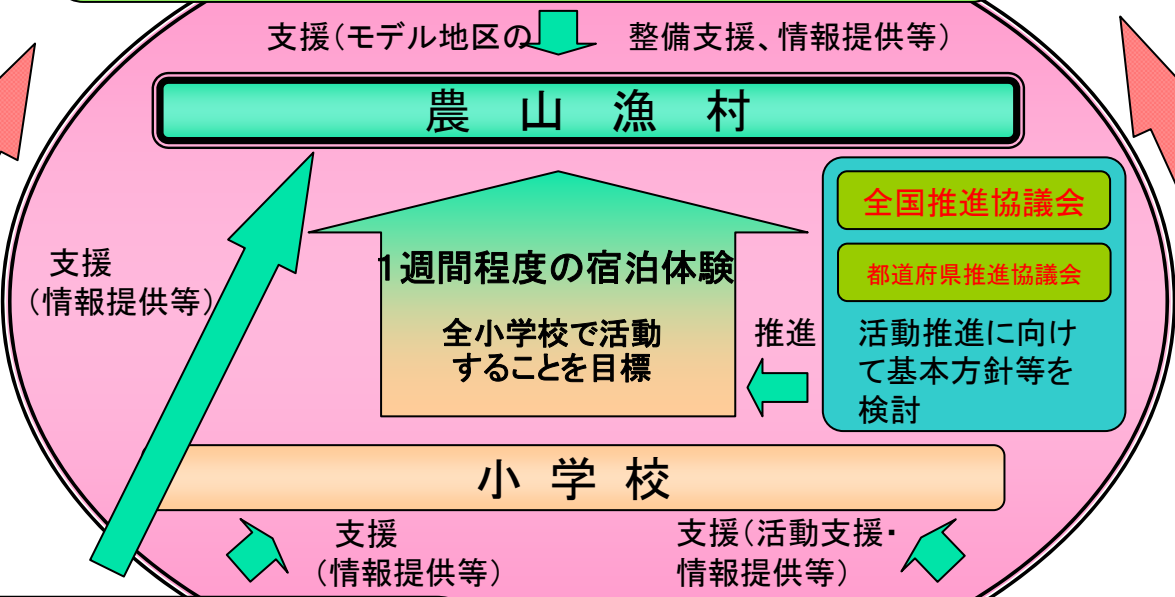 支援(モデル地区の　整備支援、情報提供等)
農 山 漁 村
全国推進協議会
都道府県推進協議会
活動推進に向け
て基本方針等を
検討
支援
(情報提供等)
1週間程度の宿泊体験
全小学校で活動
することを目標
推進
小 学 校
支援
(情報提供等)
支援(活動支援・
情報提供等)